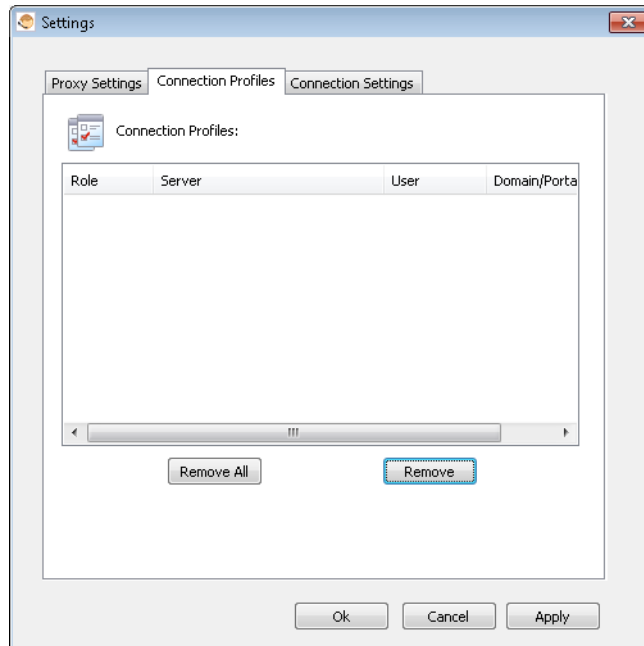 Settings
Proxy Settings Connection Profiles Connection Settings
Connection Profiles:
Role Server User Domain/Porta
Remove All Remove
Ok Cancel Apply